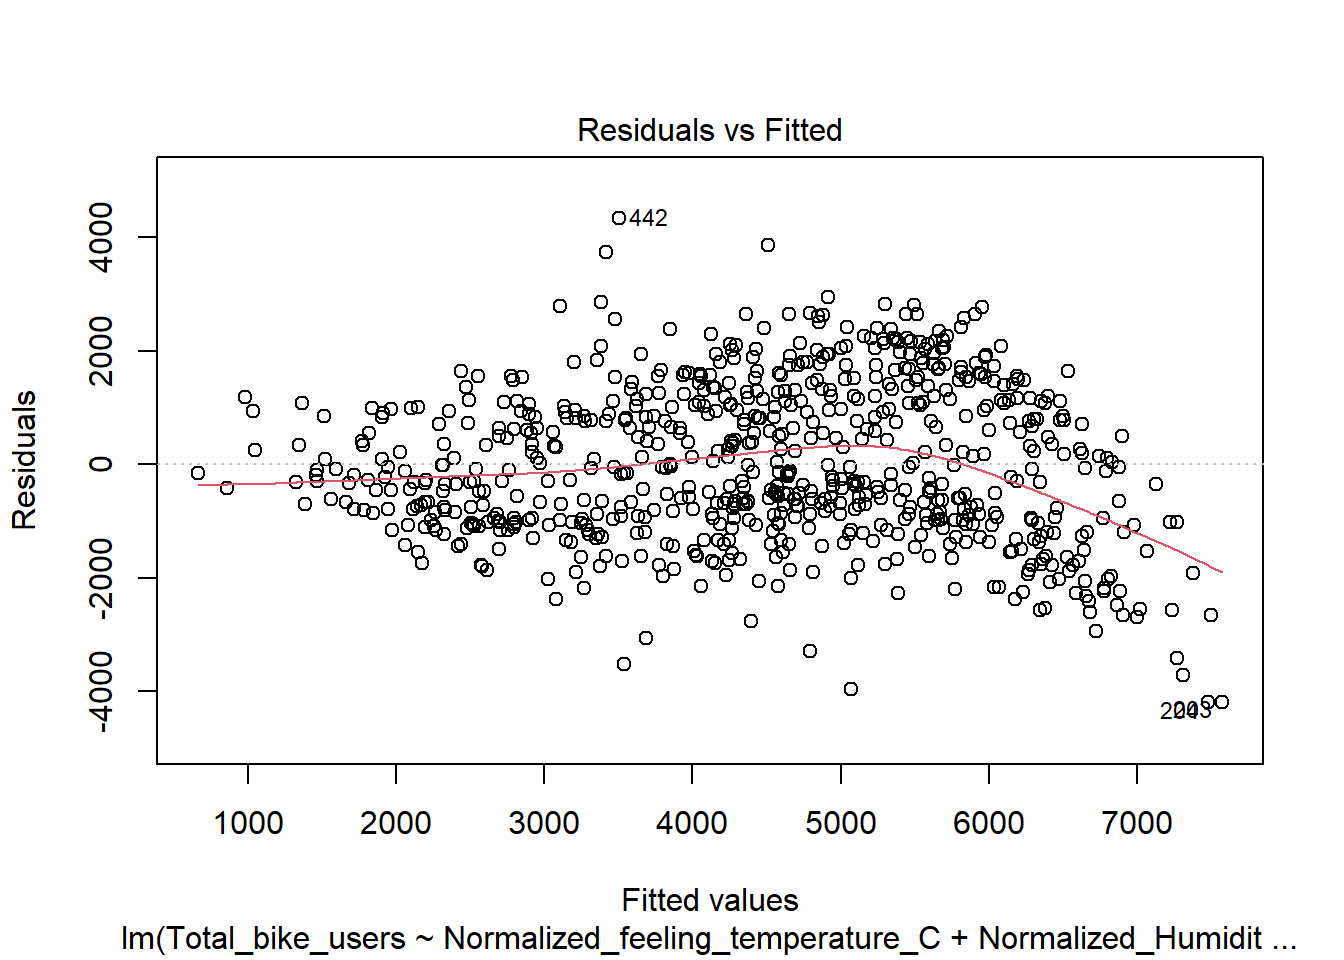 Residuals vs Fitted
442
4000
2000
0
-2000
-4000
Residuals
203
1000 2000 3000 4000 5000 6000 7000
Fitted values
lm(Total_bike_users ~ Normalized_feeling_temperature_C + Normalized_Humidit ...